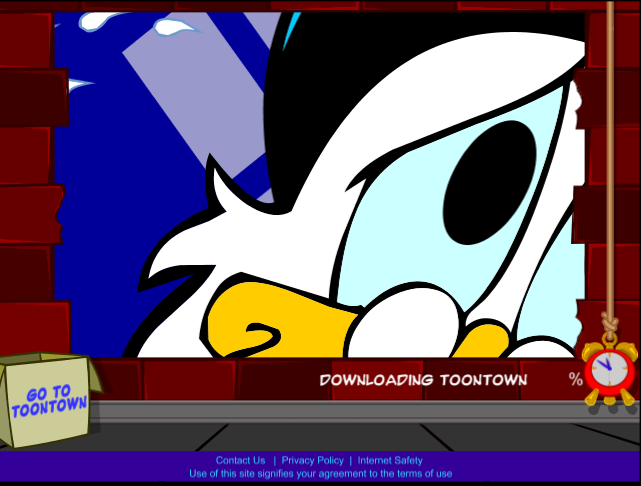 DOWNLOADING TOONTOWN %
GO TO
TOONTOWN
Contact Us | Privacy Policy | Internet Safety
Use of this site signifies your agreement to the terms of use